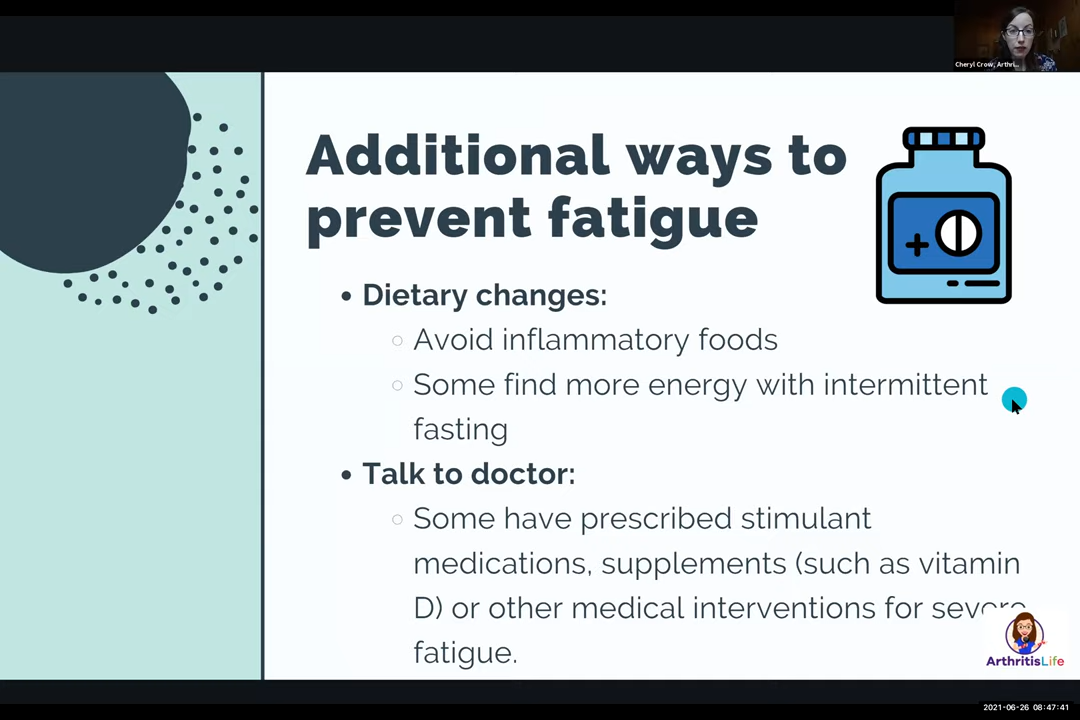 Cheryl Crow, Arthri...
Additional ways to
prevent fatigue
Dietary changes:
Avoid inflammatory foods
Some find more energy with intermittent
fasting
Talk to doctor:
Some have prescribed stimulant
medications, supplements (such as vitamin
D) or other medical interventions for severe
fatigue.
ArthritisLife
2021-06-26 08:47:41